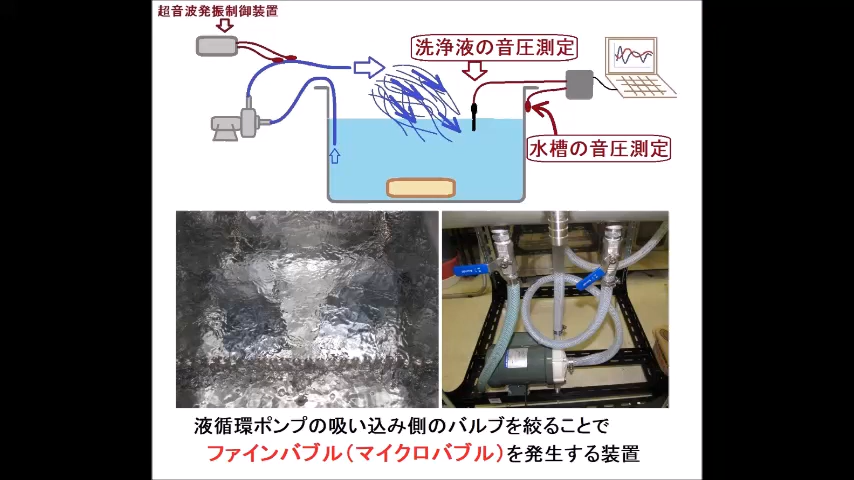 超音波発振制御装置
洗浄液の音圧測定
水槽の音圧測定
液循環ポンプの吸い込み側のバルブを絞ることで
ファインバブル（マイクロバブル）を発生する装置